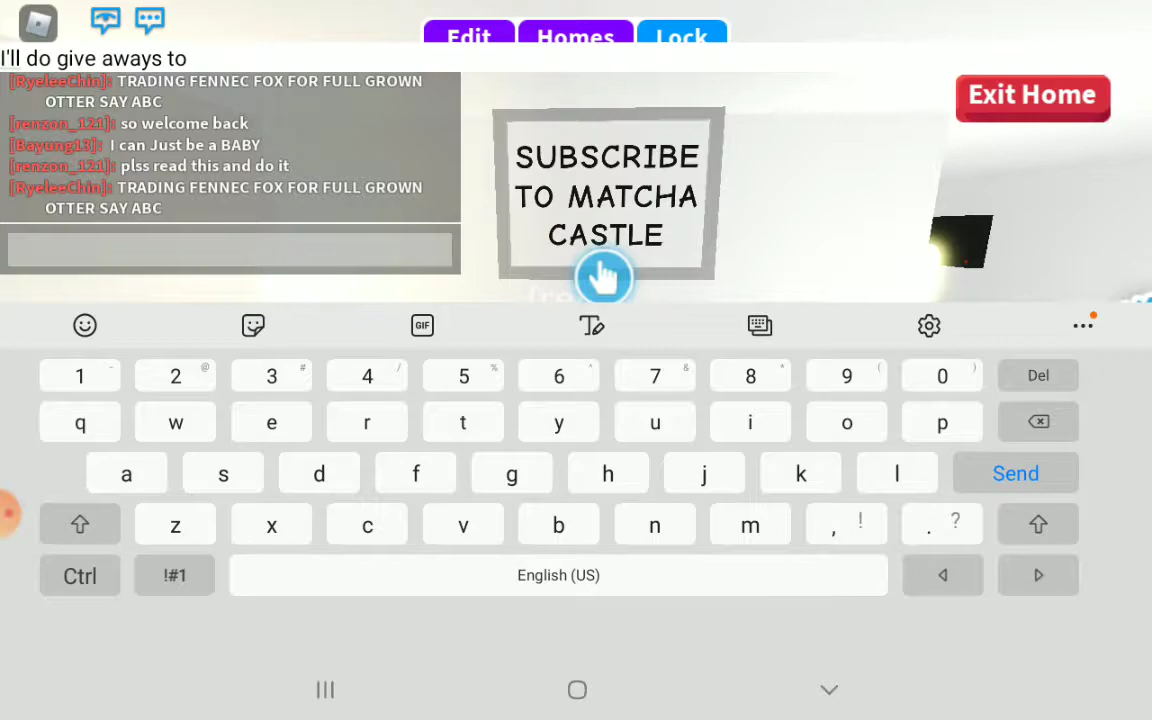 Edit Homes Lock
I'll do give aways to
[RyeleeChin]: TRADING FENNEC FOX FOR FULL GROWN
OTTER SAY ABC
[renzon_121]: so welcome back
[Bayung13]: I can Just be a BABY
[renzon_121]: plss read this and do it
[RyeleeChin]: TRADING FENNEC FOX FOR FULL GROWN
OTTER SAY ABC
Exit Home
SUBSCRIBE
TO MATCHA
CASTLE
GIF
1 - 2 @ 3 # 4 / 5 % 6 ^ 7 & 8 * 9 ( 0 ) Del
q w e r t y u i o p
a s d f g h j k l Send
z x c v b n m , ! . ?
Ctrl !#1 English (US)